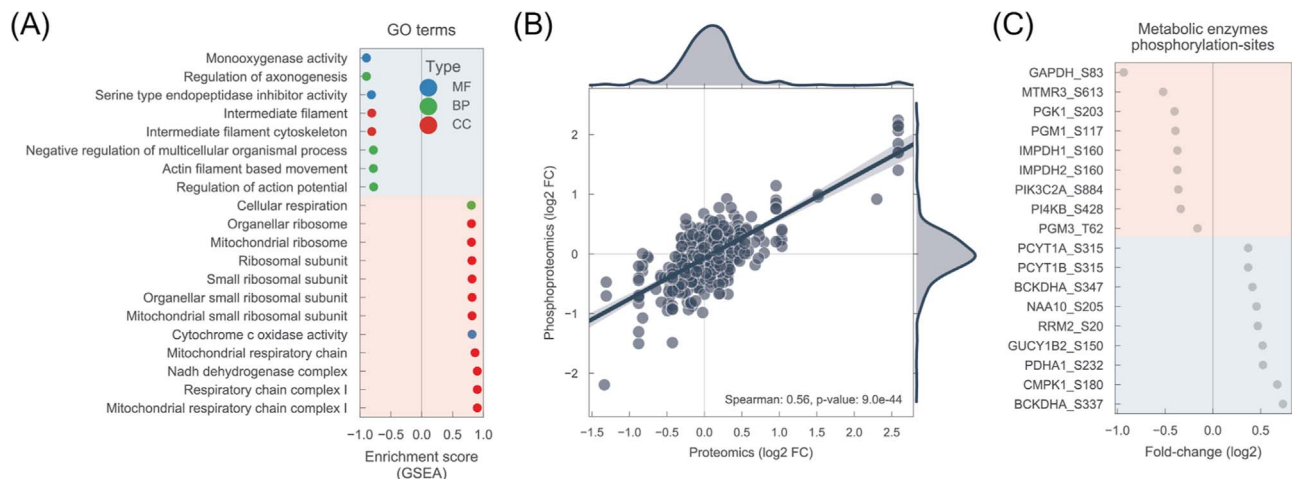 (A)
GO terms
Monooxygenase activity
Regulation of axonogenesis
Serine type endopeptidase inhibitor activity
Intermediate filament
Intermediate filament cytoskeleton
Negative regulation of multicellular organismal process
Actin filament based movement
Regulation of action potential
Cellular respiration
Organellar ribosome
Mitochondrial ribosome
Ribosomal subunit
Small ribosomal subunit
Organellar small ribosomal subunit
Mitochondrial small ribosomal subunit
Cytochrome c oxidase activity
Mitochondrial respiratory chain
Nadh dehydrogenase complex
Respiratory chain complex I
Mitochondrial respiratory chain complex I
Type
MF
BP
CC
−1.0 −0.5 0.0 0.5 1.0
Enrichment score
(GSEA)
(B)
Phosphoproteomics (log2 FC)
2
1
0
−1
−2
Spearman: 0.56, p-value: 9.0e-44
−1.5 −1.0 −0.5 0.0 0.5 1.0 1.5 2.0 2.5
Proteomics (log2 FC)
(C)
Metabolic enzymes
phosphorylation-sites
GAPDH_S83
MTMR3_S613
PGK1_S203
PGM1_S117
IMPDH1_S160
IMPDH2_S160
PIK3C2A_S884
PI4KB_S428
PGM3_T62
PCYT1A_S315
PCYT1B_S315
BCKDHA_S347
NAA10_S205
RRM2_S20
GUCY1B2_S150
PDHA1_S232
CMPK1_S180
BCKDHA_S337
−1.0 −0.5 0.0 0.5
Fold-change (log2)